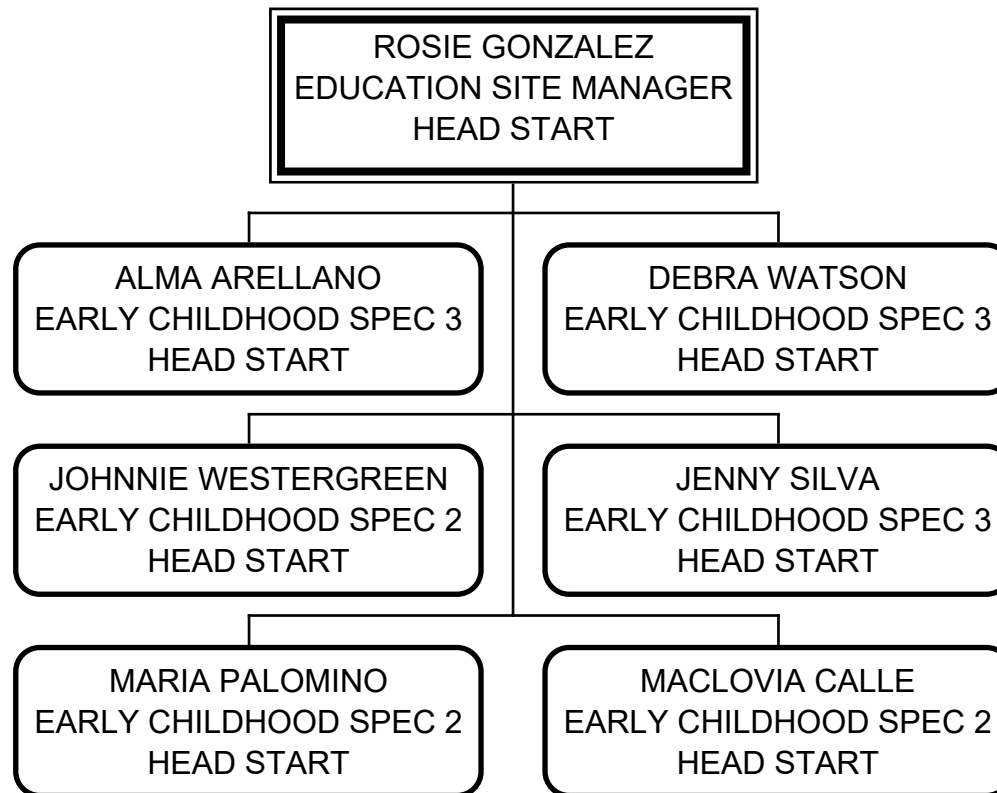 ROSIE GONZALEZ
EDUCATION SITE MANAGER
HEAD START
ALMA ARELLANO
EARLY CHILDHOOD SPEC 3
HEAD START
DEBRA WATSON
EARLY CHILDHOOD SPEC 3
HEAD START
JOHNNIE WESTERGREEN
EARLY CHILDHOOD SPEC 2
HEAD START
JENNY SILVA
EARLY CHILDHOOD SPEC 3
HEAD START
MARIA PALOMINO
EARLY CHILDHOOD SPEC 2
HEAD START
MACLOVIA CALLE
EARLY CHILDHOOD SPEC 2
HEAD START